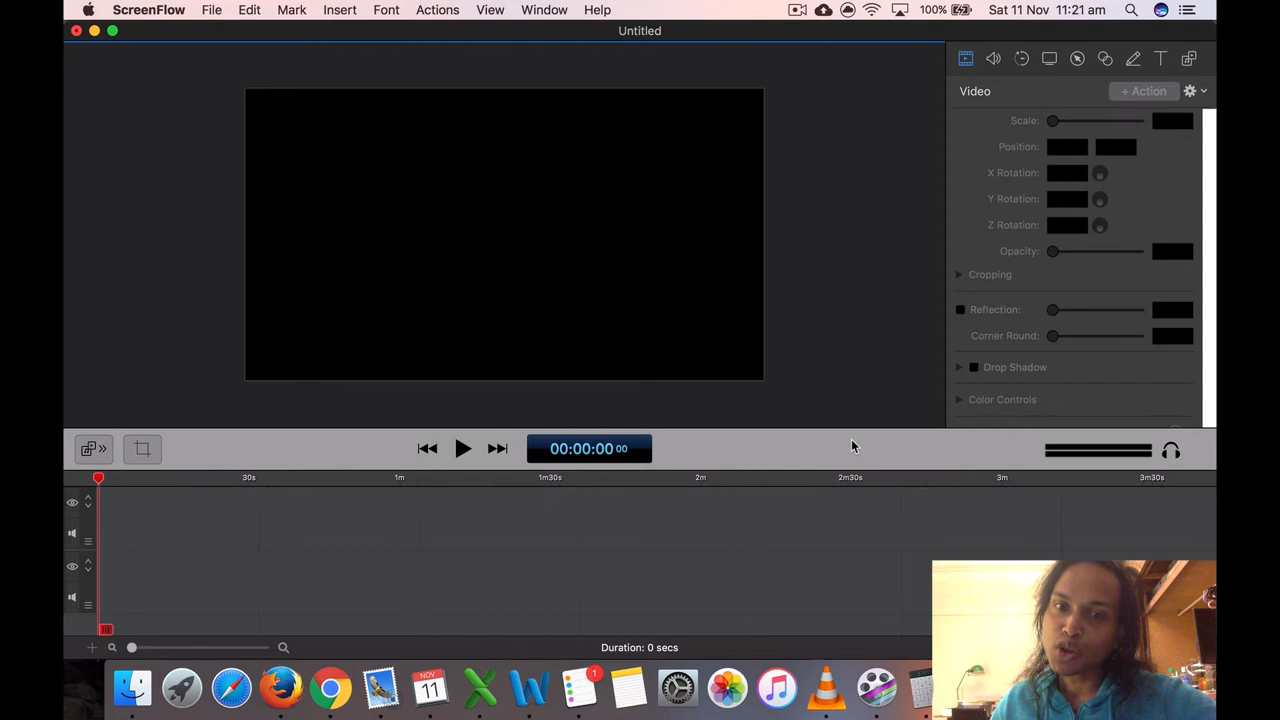 ScreenFlow File Edit Mark Insert Font Actions View Window Help 100% Sat 11 Nov 11:21 am
Untitled
Video + Action
Scale:
Position:
X Rotation:
Y Rotation:
Z Rotation:
Opacity:
Cropping
Reflection:
Corner Round:
Drop Shadow
Color Controls
00:00:00 00
30s 1m 1m30s 2m 2m30s 3m 3m30s
Duration: 0 secs
NOV
11
1